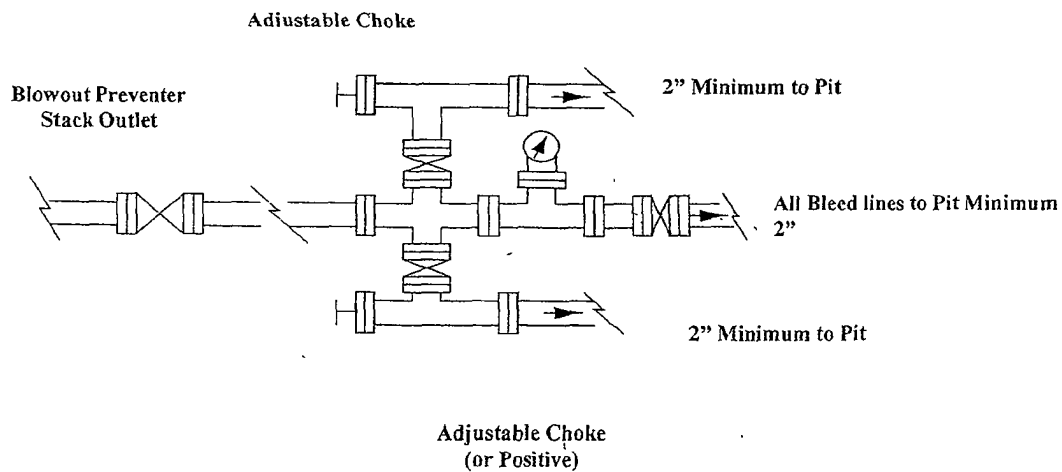 Adiustable Choke
2” Minimum to Pit
Blowout Preventer
Stack Outlet
All Bleed lines to Pit Minimum
2”
2” Minimum to Pit
Adjustable Choke
(or Positive)